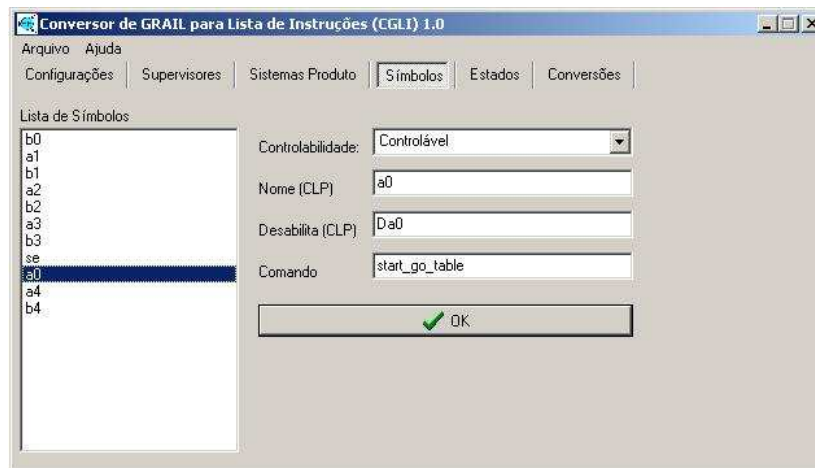 Conversor de GRAIL para Lista de Instruções (CGLI) 1.0
Arquivo Ajuda
Configurações Supervisores Sistemas Produto Símbolos Estados Conversões
Lista de Símbolos
b0
a1
b1
a2
b2
a3
b3
se
a0
a4
b4
Controlabilidade: Controlável
Nome (CLP) a0
Desabilita (CLP) Da0
Comando start_go_table
OK